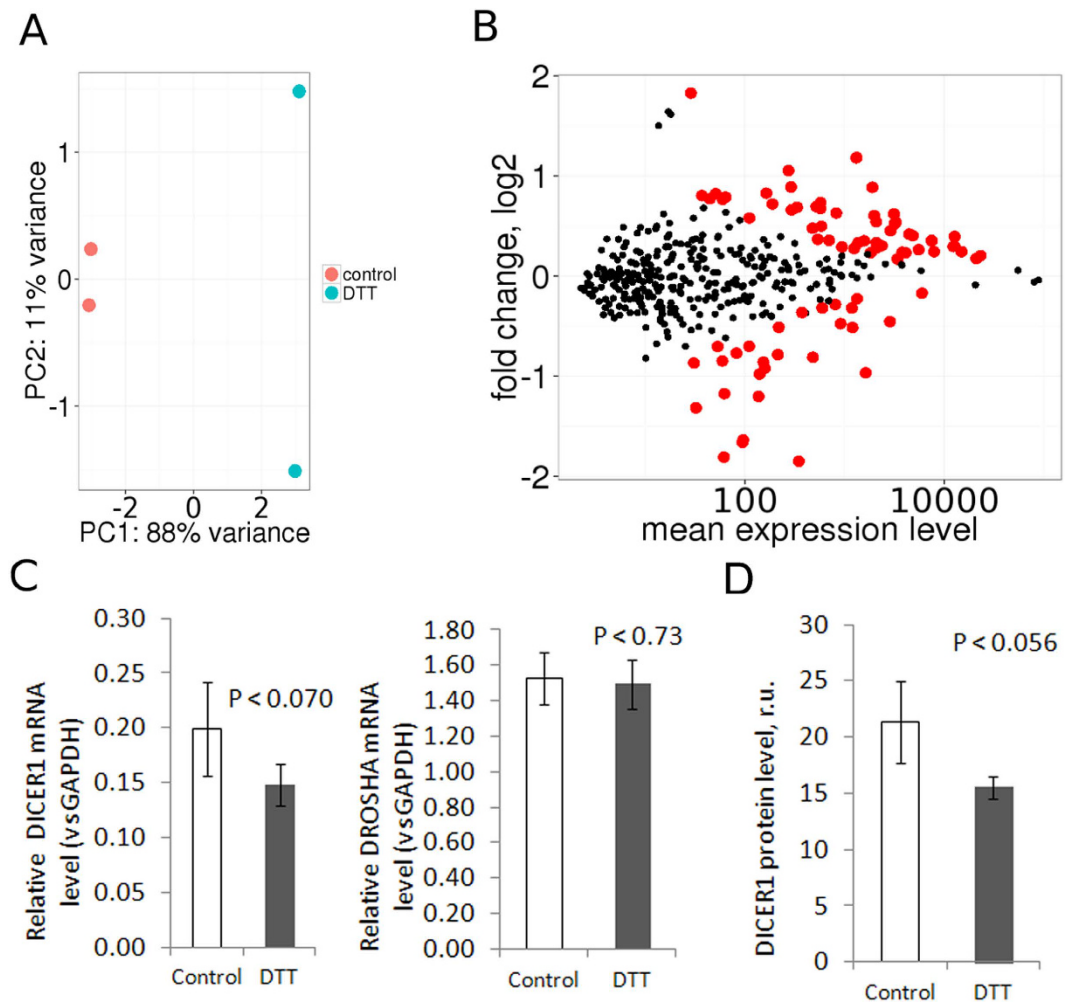 A
PC2: 11% variance
1
0
-1
-2
0
2
PC1: 88% variance
control
DTT
B
fold change, log2
2
1
0
-1
-2
100
10000
mean expression level
C
Relative DICER1 mRNA
level (vsGAPDH)
0.30
0.25
0.20
0.15
0.10
0.05
0.00
P < 0.070
Control
DTT
Relative DROSHA mRNA
level (vsGAPDH)
1.80
1.60
1.40
1.20
1.00
0.80
0.60
0.40
0.20
0.00
P < 0.73
Control
DTT
D
DICER1 protein level, r.u.
30
25
20
15
10
5
0
P < 0.056
Control
DTT